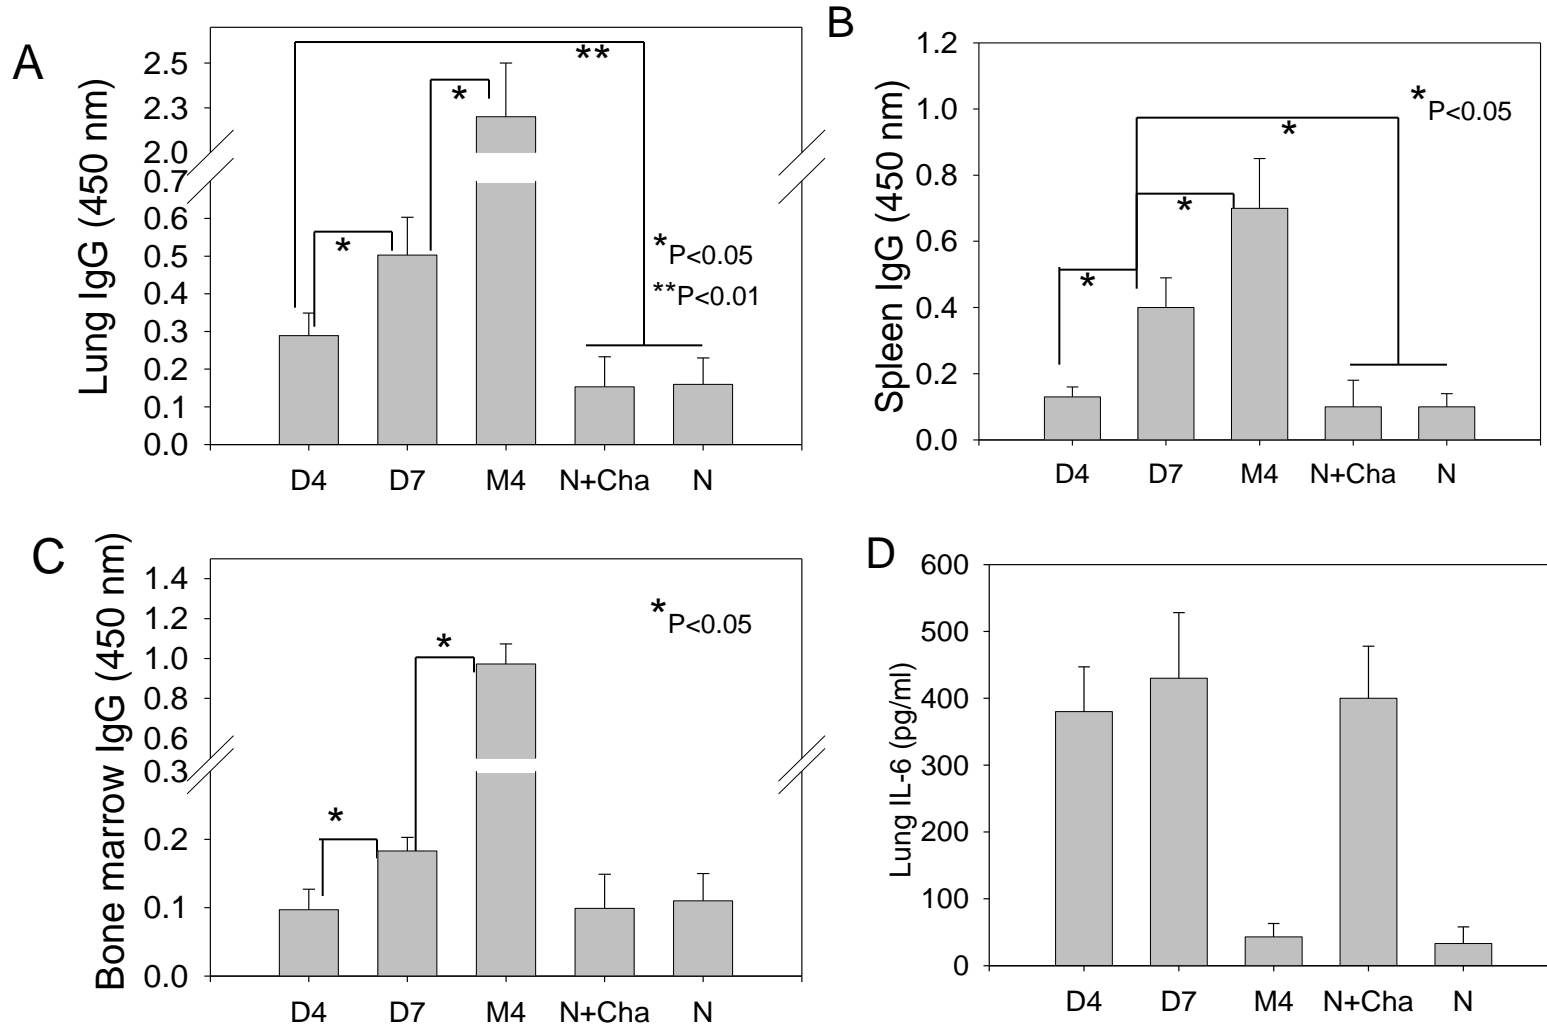 A
Lung IgG (450 nm)
2.5
2.3
2.0
0.7
0.6
0.5
0.4
0.3
0.2
0.1
0.0
**
*
*
*P<0.05
**P<0.01
D4 D7 M4 N+Cha N
B
Spleen IgG (450 nm)
1.2
1.0
0.8
0.6
0.4
0.2
0.0
*P<0.05
*
*
*
D4 D7 M4 N+Cha N
C
Bone marrow IgG (450 nm)
1.4
1.2
1.0
0.8
0.6
0.3
0.2
0.1
0.0
*P<0.05
*
*
D4 D7 M4 N+Cha N
D
Lung IL-6 (pg/ml)
600
500
400
300
200
100
0
D4 D7 M4 N+Cha N